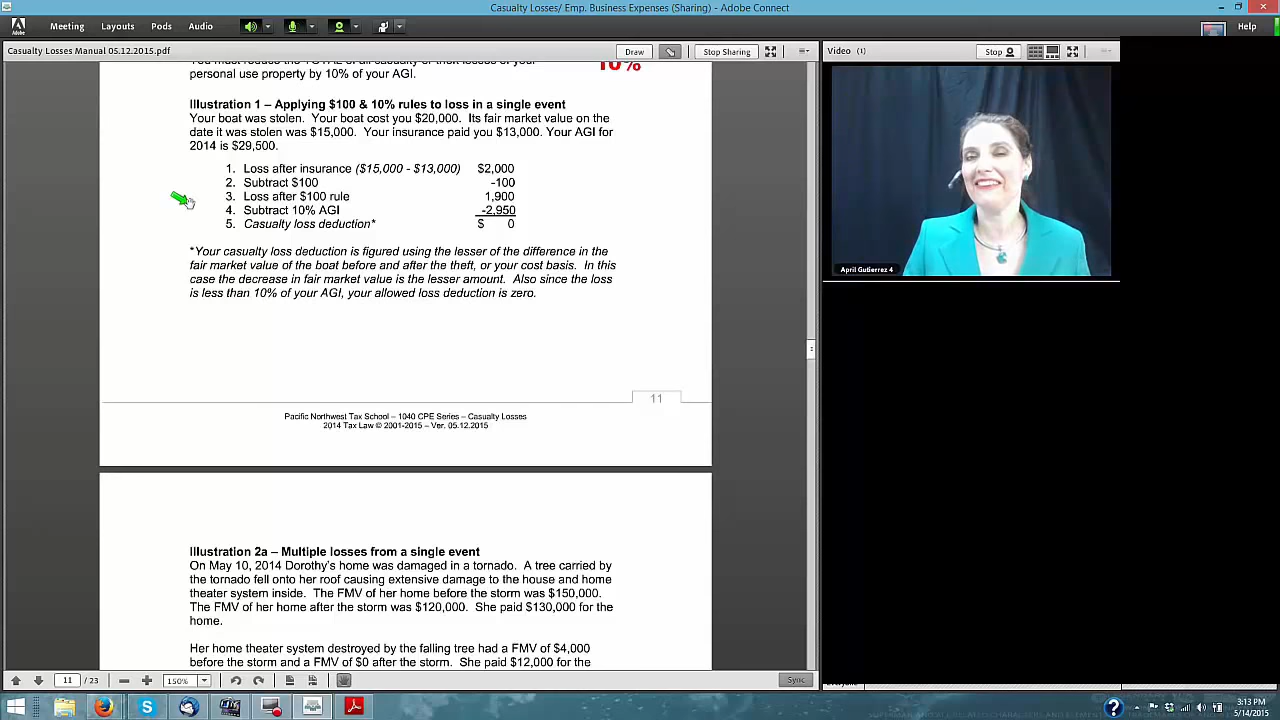 Casualty Losses/ Emp. Business Expenses (Sharing) - Adobe Connect
Meeting Layouts Pods Audio Help
Casualty Losses Manual 05.12.2015.pdf Draw Stop Sharing Video (1) Stop
personal use property by 10% of your AGI.
10%
Illustration 1 – Applying $100 & 10% rules to loss in a single event
Your boat was stolen. Your boat cost you $20,000. Its fair market value on the
date it was stolen was $15,000. Your insurance paid you $13,000. Your AGI for
2014 is $29,500.
1. Loss after insurance ($15,000 - $13,000) $2,000
2. Subtract $100 -100
3. Loss after $100 rule 1,900
4. Subtract 10% AGI -2,950
5. Casualty loss deduction* $ 0
*Your casualty loss deduction is figured using the lesser of the difference in the
fair market value of the boat before and after the theft, or your cost basis. In this
case the decrease in fair market value is the lesser amount. Also since the loss
is less than 10% of your AGI, your allowed loss deduction is zero.
April Gutierrez 4
11
Pacific Northwest Tax School – 1040 CPE Series – Casualty Losses
2014 Tax Law © 2001-2015 – Ver. 05.12.2015
Illustration 2a – Multiple losses from a single event
On May 10, 2014 Dorothy's home was damaged in a tornado. A tree carried by
the tornado fell onto her roof causing extensive damage to the house and home
theater system inside. The FMV of her home before the storm was $150,000.
The FMV of her home after the storm was $120,000. She paid $130,000 for the
home.
Her home theater system destroyed by the falling tree had a FMV of $4,000
before the storm and a FMV of $0 after the storm. She paid $12,000 for the
11 / 23 150% Sync
3:13 PM
5/14/2015